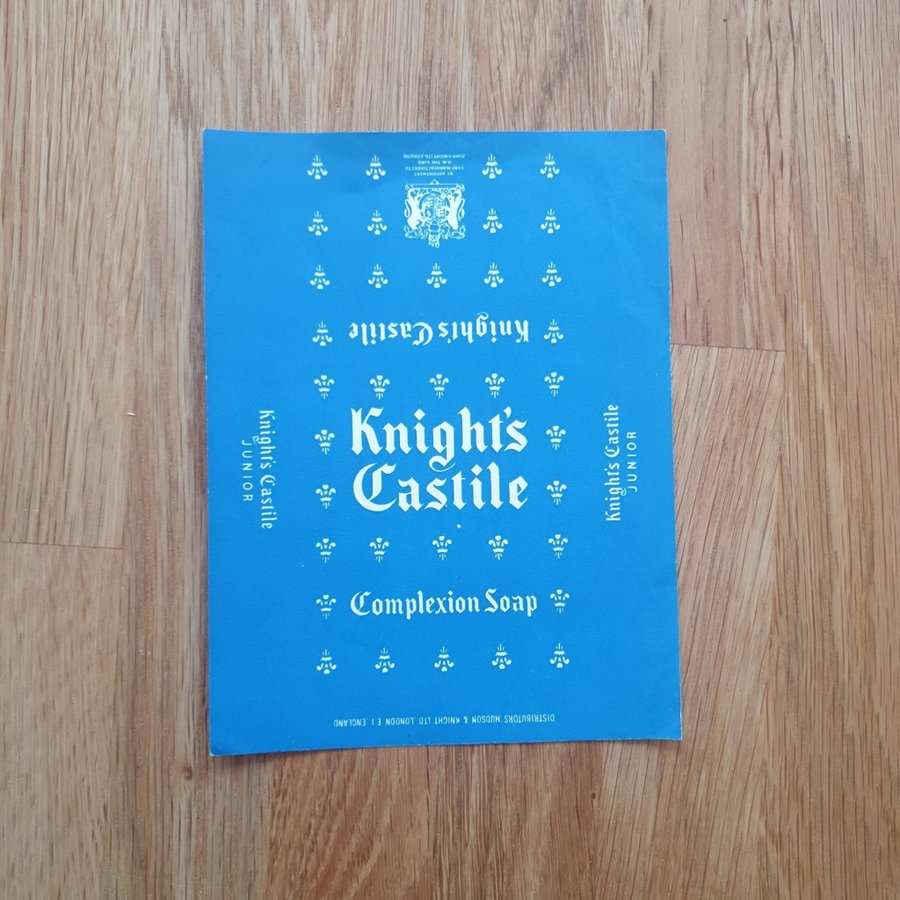 BY APPOINTMENT
SOAP MANUFACTURERS TO
H.M. THE KING
JOHN KNIGHT LTD. LONDON
Knight's Castile
Knight's
Castile
Complexion Soap
Knight's Castile
JUNIOR
Knight's Castile
JUNIOR
DISTRIBUTORS HUDSON & KNIGHT LTD. LONDON E 1 ENGLAND